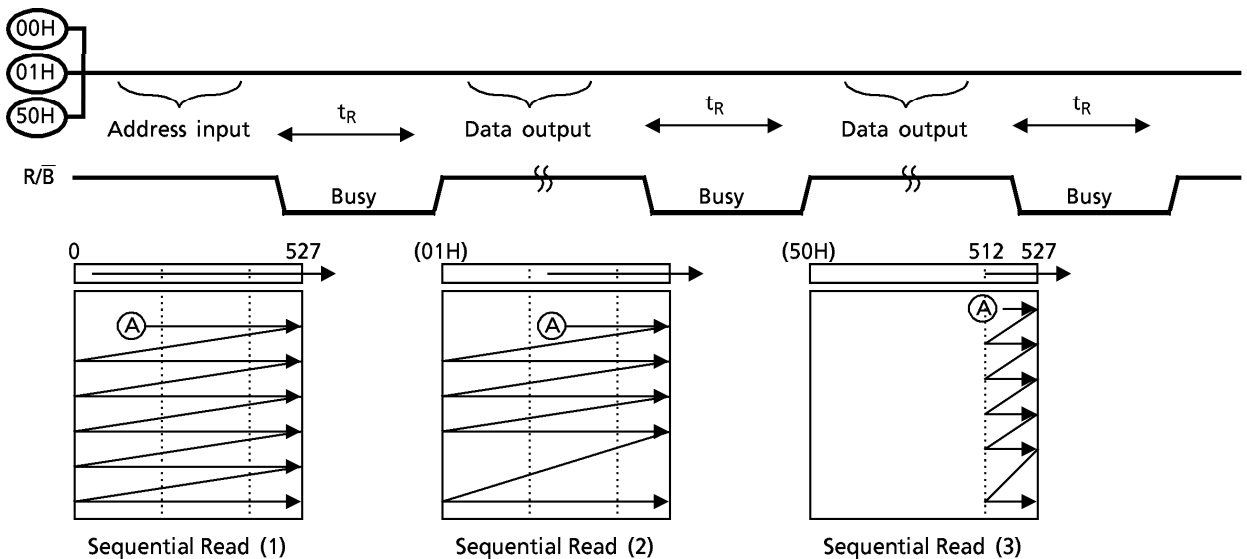 00H
01H
50H
Address input
tR
Data output
tR
Data output
tR
R/B̅
Busy
Busy
Busy
0 527
(01H)
(50H) 512 527
A
A
A
Sequential Read (1)
Sequential Read (2)
Sequential Read (3)